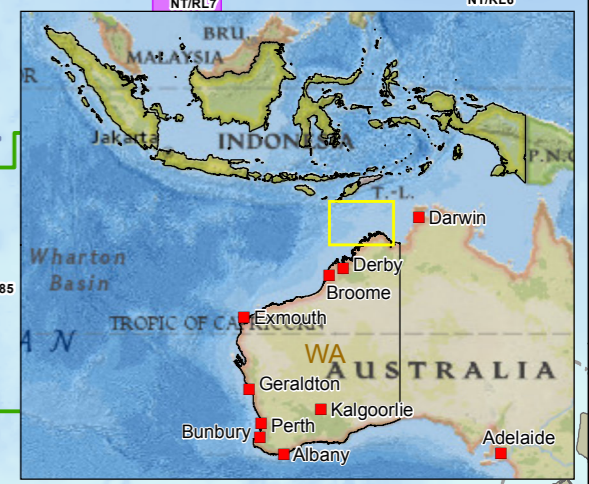 NT/RL7
NT/RL6
BRU.
MALAYSIA
R
Jakarta
INDONESIA
P.N.G
T.-L.
Darwin
Wharton
Basin
Derby
85
Broome
Exmouth
TROPIC OF CAPRICORN
A N
WA
AUSTRALIA
Geraldton
Kalgoorlie
Perth
Bunbury
Adelaide
Albany